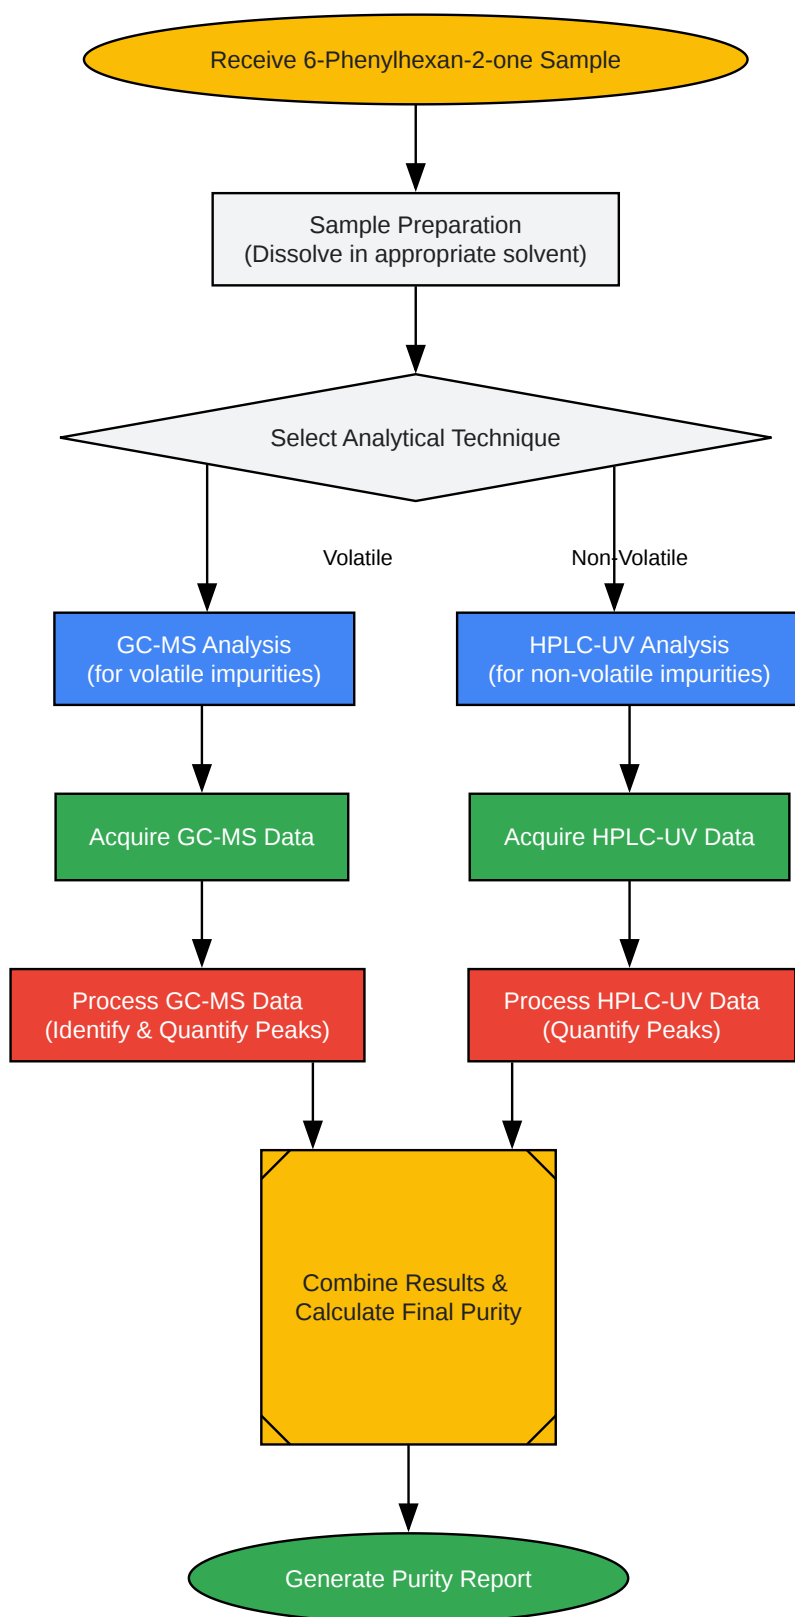 Receive 6-Phenylhexan-2-one Sample
Sample Preparation
(Dissolve in appropriate solvent)
Select Analytical Technique
Volatile
Non-Volatile
GC-MS Analysis
(for volatile impurities)
HPLC-UV Analysis
(for non-volatile impurities)
Acquire GC-MS Data
Acquire HPLC-UV Data
Process GC-MS Data
(Identify & Quantify Peaks)
Process HPLC-UV Data
(Quantify Peaks)
Combine Results &
Calculate Final Purity
Generate Purity Report